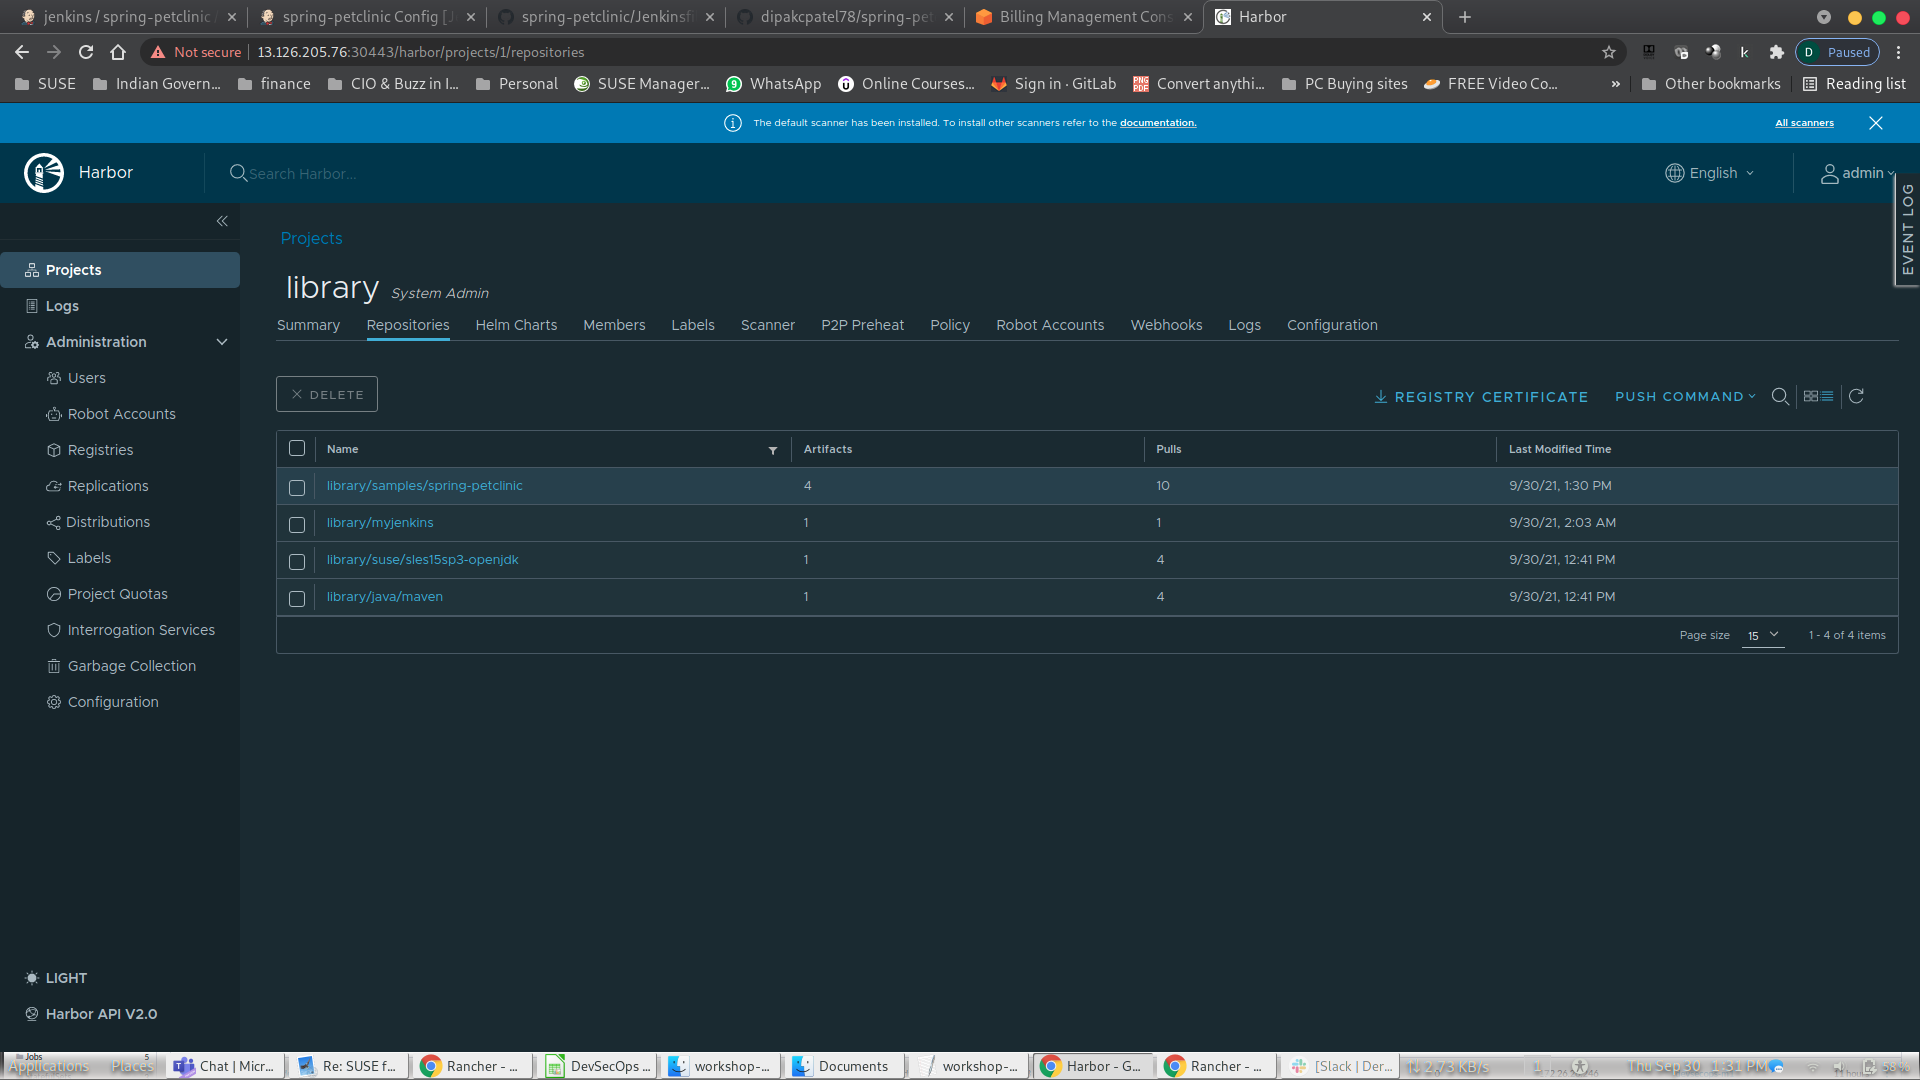 jenkins / spring-petclinic /
spring-petclinic Config [J
spring-petclinic/Jenkinsfi
dipakcpatel78/spring-pet
Billing Management Cons
Harbor
Not secure
13.126.205.76:30443/harbor/projects/1/repositories
D Paused
SUSE
Indian Govern...
finance
CIO & Buzz in I...
Personal
SUSE Manager...
WhatsApp
Online Courses...
Sign in · GitLab
Convert anythi...
PC Buying sites
FREE Video Co...
»
Other bookmarks
Reading list
The default scanner has been installed. To install other scanners refer to the documentation.
All scanners
Harbor
Search Harbor...
English
admin
EVENT LOG
Projects
Logs
Administration
Users
Robot Accounts
Registries
Replications
Distributions
Labels
Project Quotas
Interrogation Services
Garbage Collection
Configuration
LIGHT
Harbor API V2.0
Projects
library System Admin
Summary Repositories Helm Charts Members Labels Scanner P2P Preheat Policy Robot Accounts Webhooks Logs Configuration
DELETE
REGISTRY CERTIFICATE
PUSH COMMAND
Name Artifacts Pulls Last Modified Time
library/samples/spring-petclinic 4 10 9/30/21, 1:30 PM
library/myjenkins 1 1 9/30/21, 2:03 AM
library/suse/sles15sp3-openjdk 1 4 9/30/21, 12:41 PM
library/java/maven 1 4 9/30/21, 12:41 PM
Page size 15 1 - 4 of 4 items
Jobs
5
Applications
Places
Chat | Micr...
Re: SUSE f...
Rancher - ...
DevSecOps ...
workshop-...
Documents
workshop-...
Harbor - G...
Rancher - ...
[Slack | Der...
2.73 KB/s
1
Thu Sep 30, 1:31 PM
58%